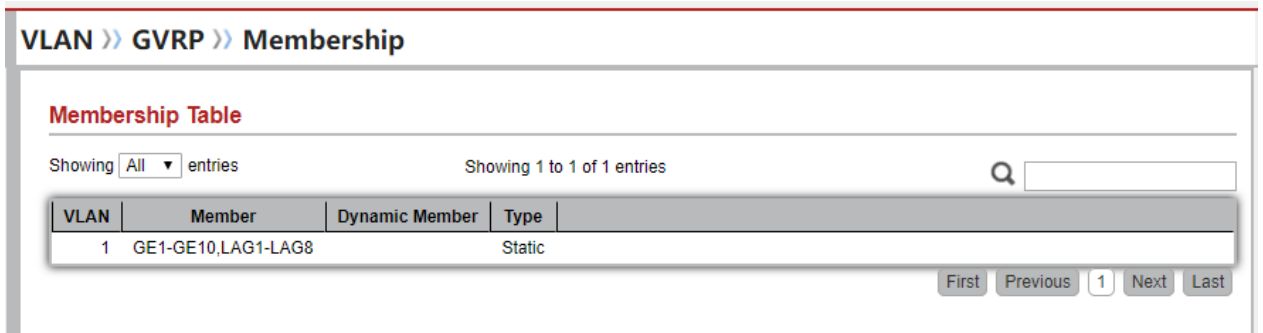 VLAN 》 GVRP 》 Membership
Membership Table
Showing All ▼ entries Showing 1 to 1 of 1 entries
VLAN Member Dynamic Member Type
1 GE1-GE10,LAG1-LAG8 Static
First Previous 1 Next Last